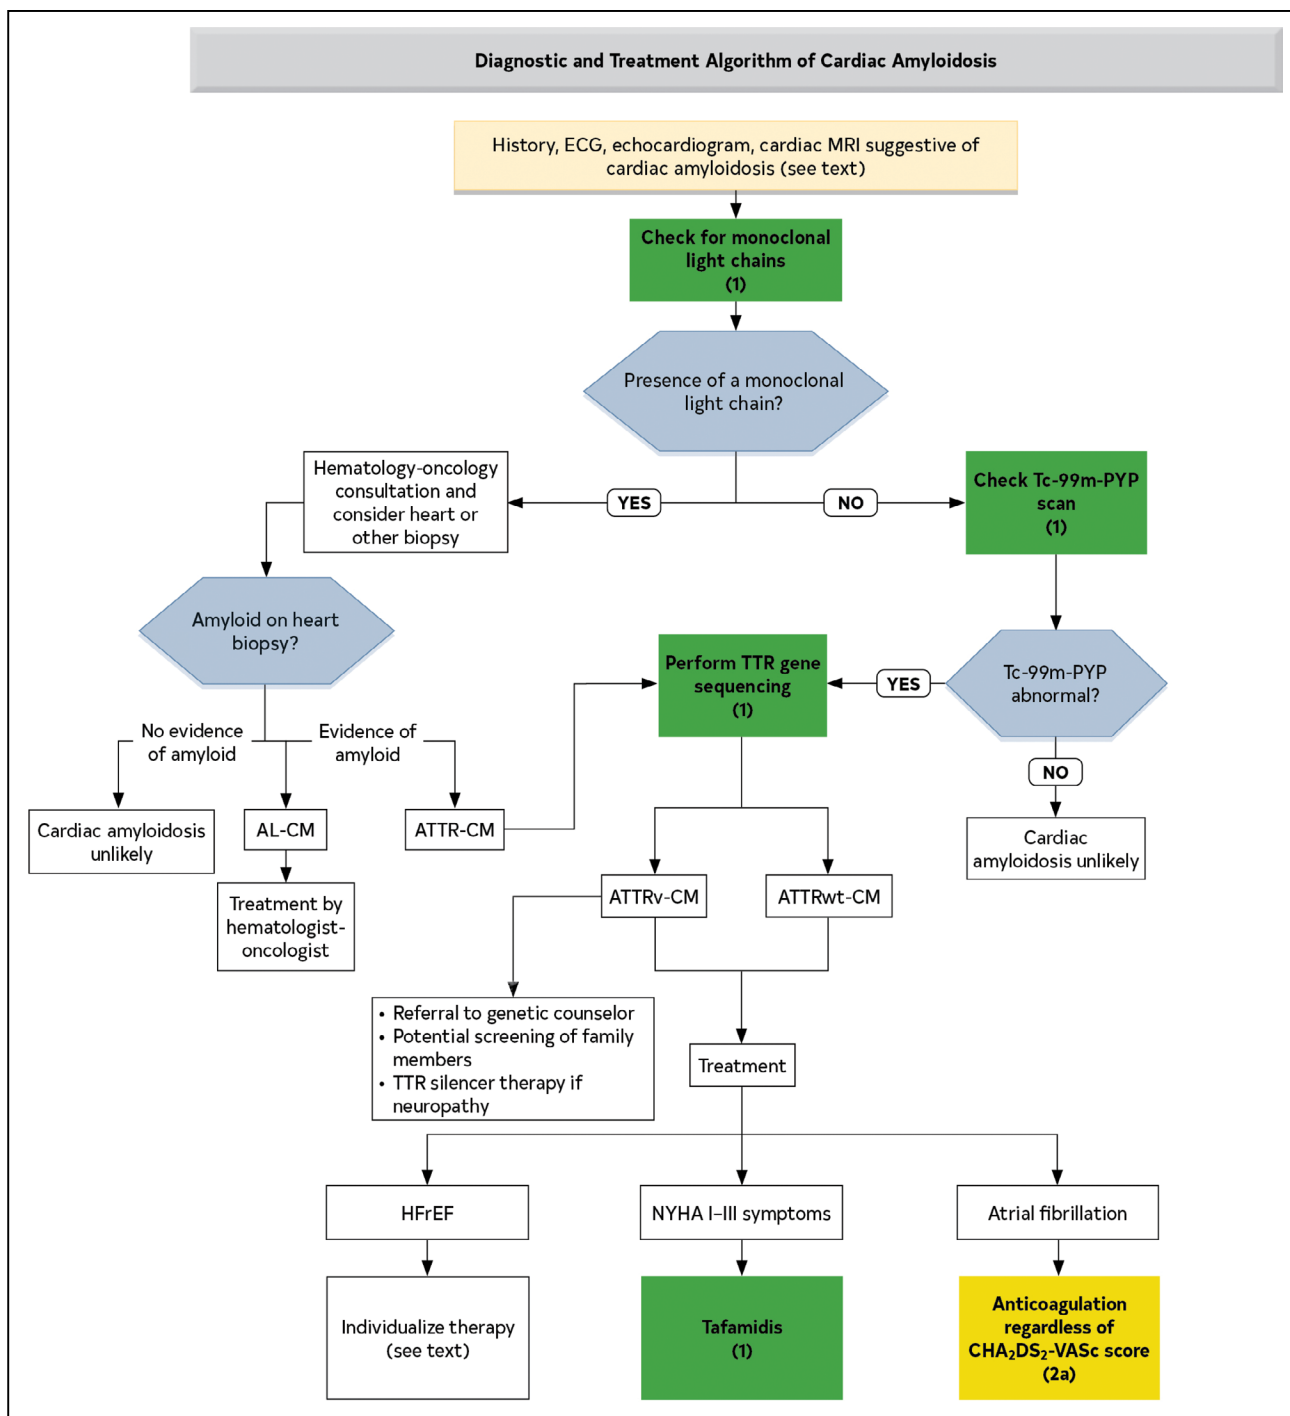 Diagnostic and Treatment Algorithm of Cardiac Amyloidosis
History, ECG, echocardiogram, cardiac MRI suggestive of
cardiac amyloidosis (see text)
Check for monoclonal
light chains
(1)
Presence of a monoclonal
light chain?
Hematology-oncology
consultation and
consider heart or
other biopsy
YES
NO
Check Tc-99m-PYP
scan
(1)
Amyloid on heart
biopsy?
Perform TTR gene
sequencing
(1)
YES
Tc-99m-PYP
abnormal?
No evidence
of amyloid
Evidence of
amyloid
NO
Cardiac amyloidosis
unlikely
AL-CM
ATTR-CM
Cardiac
amyloidosis unlikely
Treatment by
hematologist-
oncologist
ATTRv-CM
ATTRwt-CM
• Referral to genetic counselor
• Potential screening of family
members
• TTR silencer therapy if
neuropathy
Treatment
HFrEF
NYHA I–III symptoms
Atrial fibrillation
Individualize therapy
(see text)
Tafamidis
(1)
Anticoagulation
regardless of
CHA₂DS₂-VASc score
(2a)